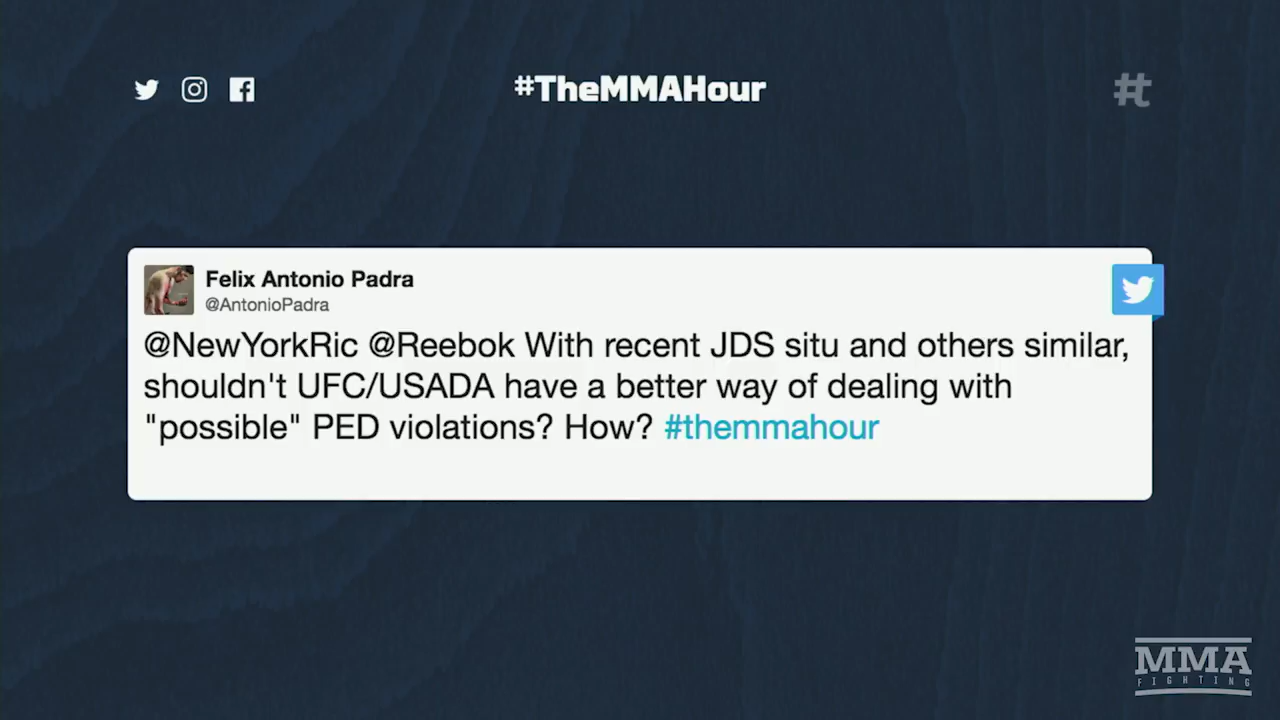 #TheMMAHour
Felix Antonio Padra
@AntonioPadra
@NewYorkRic @Reebok With recent JDS situ and others similar,
shouldn't UFC/USADA have a better way of dealing with
"possible" PED violations? How? #themmahour
MMA
FIGHTING